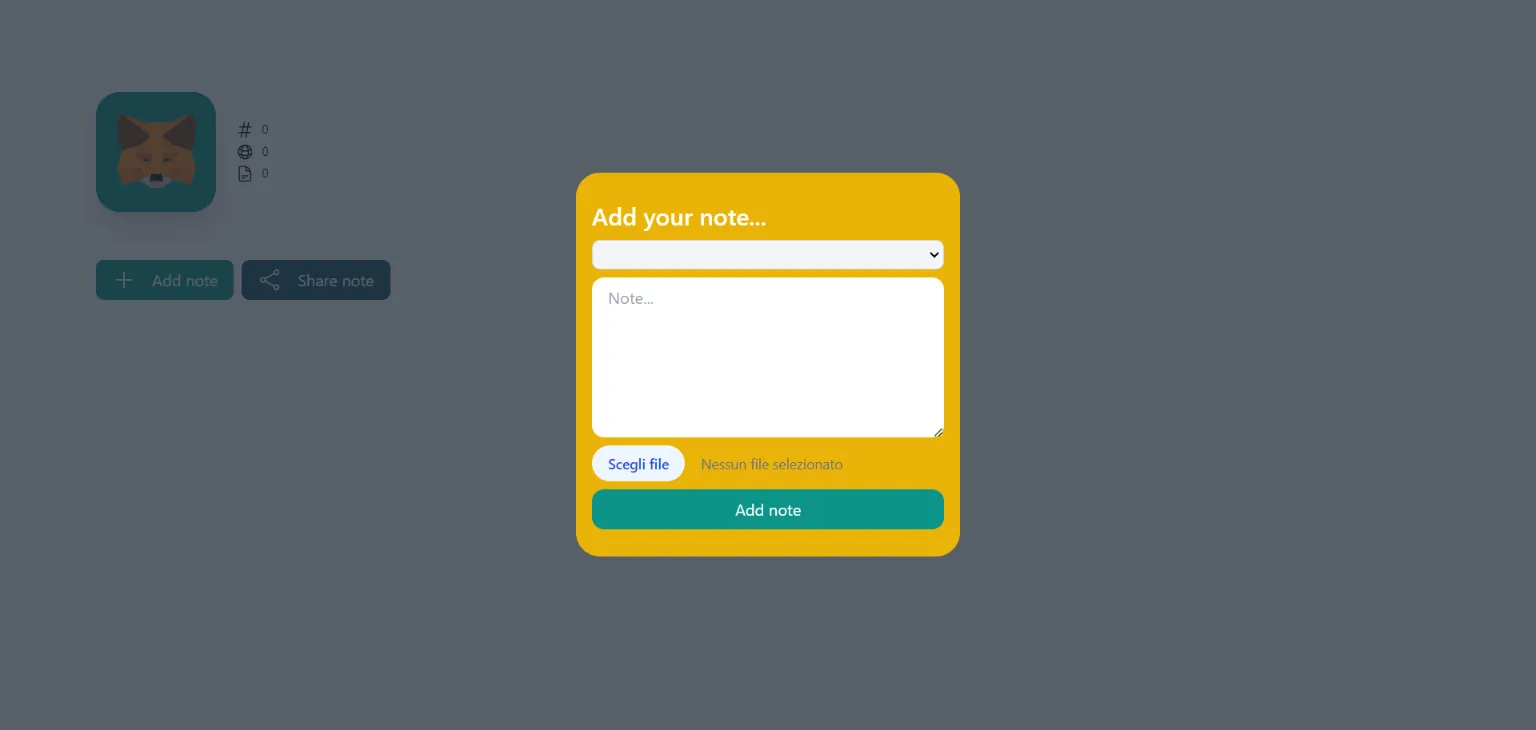 0
0
0
Add note
Share note
Add your note...
Note...
Scegli file
Nessun file selezionato
Add note